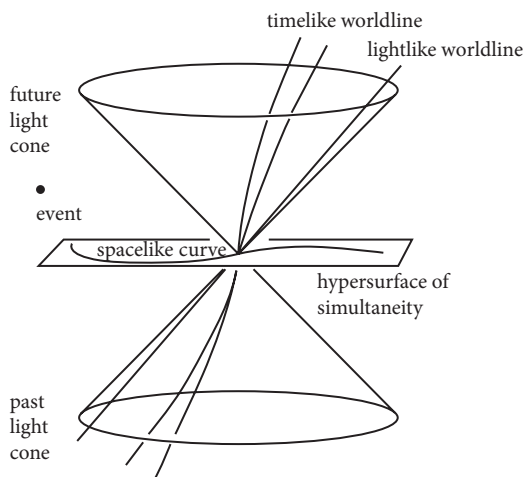 timelike worldline
lightlike worldline
future
light
cone
event
spacelike curve
hypersurface of
simultaneity
past
light
cone